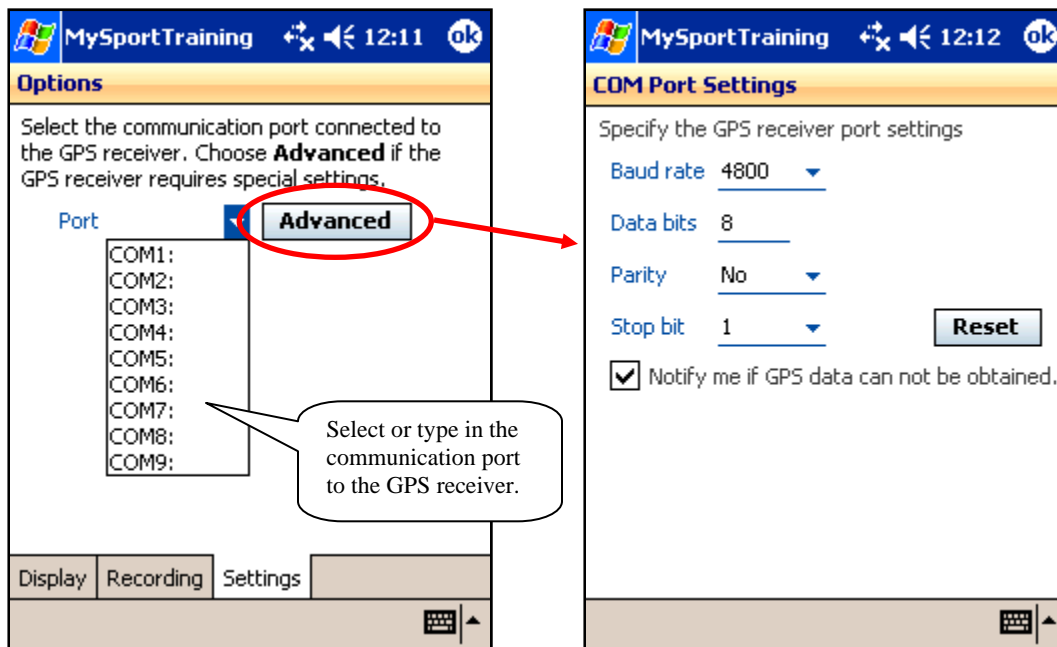 MySportTraining 12:11 ok
Options
Select the communication port connected to
the GPS receiver. Choose Advanced if the
GPS receiver requires special settings.
Port Advanced
COM1:
COM2:
COM3:
COM4:
COM5:
COM6:
COM7:
COM8:
COM9:
Select or type in the
communication port
to the GPS receiver.
Display Recording Settings
MySportTraining 12:12 ok
COM Port Settings
Specify the GPS receiver port settings
Baud rate 4800
Data bits 8
Parity No
Stop bit 1 Reset
Notify me if GPS data can not be obtained.